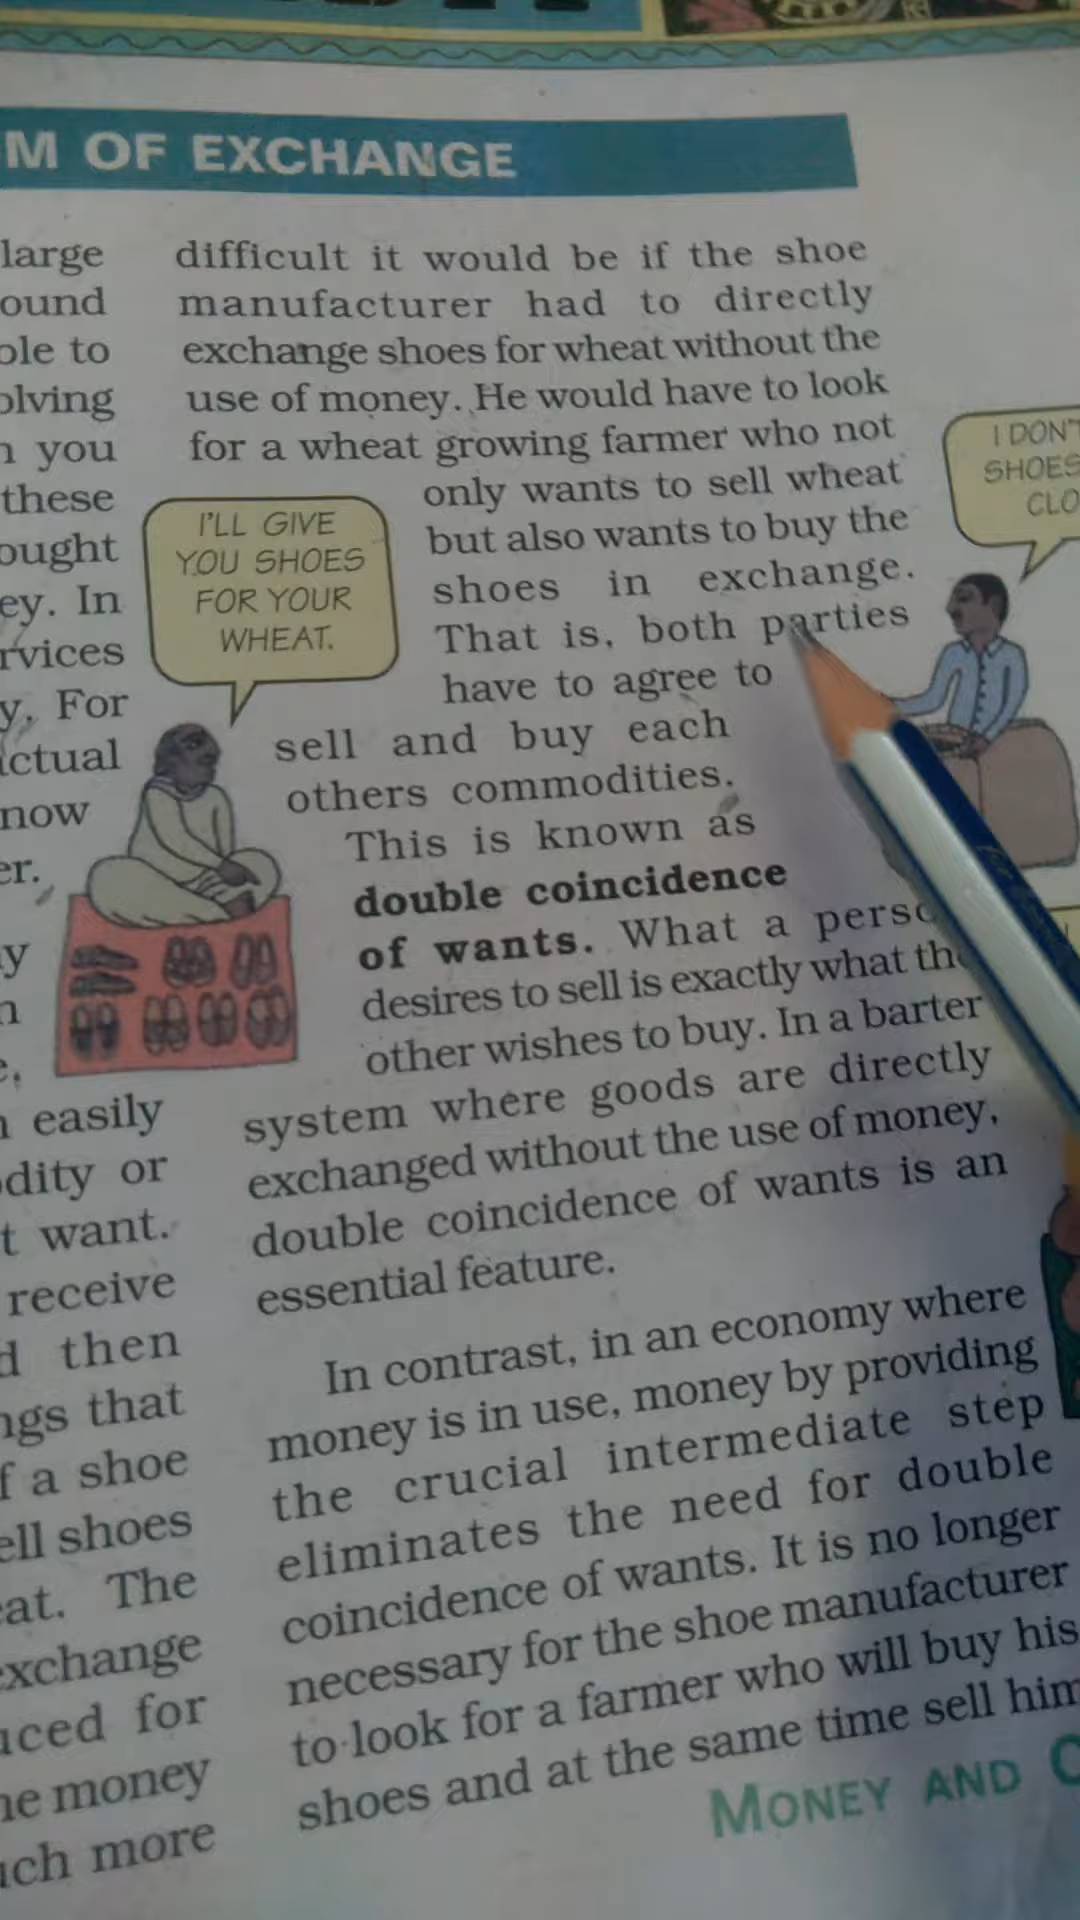 M OF EXCHANGE
large
ound
ble to
olving
n you
these
ought
ey. In
rvices
y. For
actual
now
er.
easily
dity or
t want.
receive
d then
ngs that
f a shoe
ell shoes
eat. The
exchange
uced for
he money
uch more
difficult it would be if the shoe
manufacturer had to directly
exchange shoes for wheat without the
use of money. He would have to look
for a wheat growing farmer who not
only wants to sell wheat
but also wants to buy the
shoes in exchange.
That is, both parties
have to agree to
sell and buy each
others commodities.
This is known as
double coincidence
of wants. What a perso
desires to sell is exactly what the
other wishes to buy. In a barter
system where goods are directly
exchanged without the use of money,
double coincidence of wants is an
essential feature.
In contrast, in an economy where
money is in use, money by providing
the crucial intermediate step
eliminates the need for double
coincidence of wants. It is no longer
necessary for the shoe manufacturer
to look for a farmer who will buy his
shoes and at the same time sell him
I'LL GIVE
YOU SHOES
FOR YOUR
WHEAT.
I DON'T
SHOES
CLO
MONEY AND C